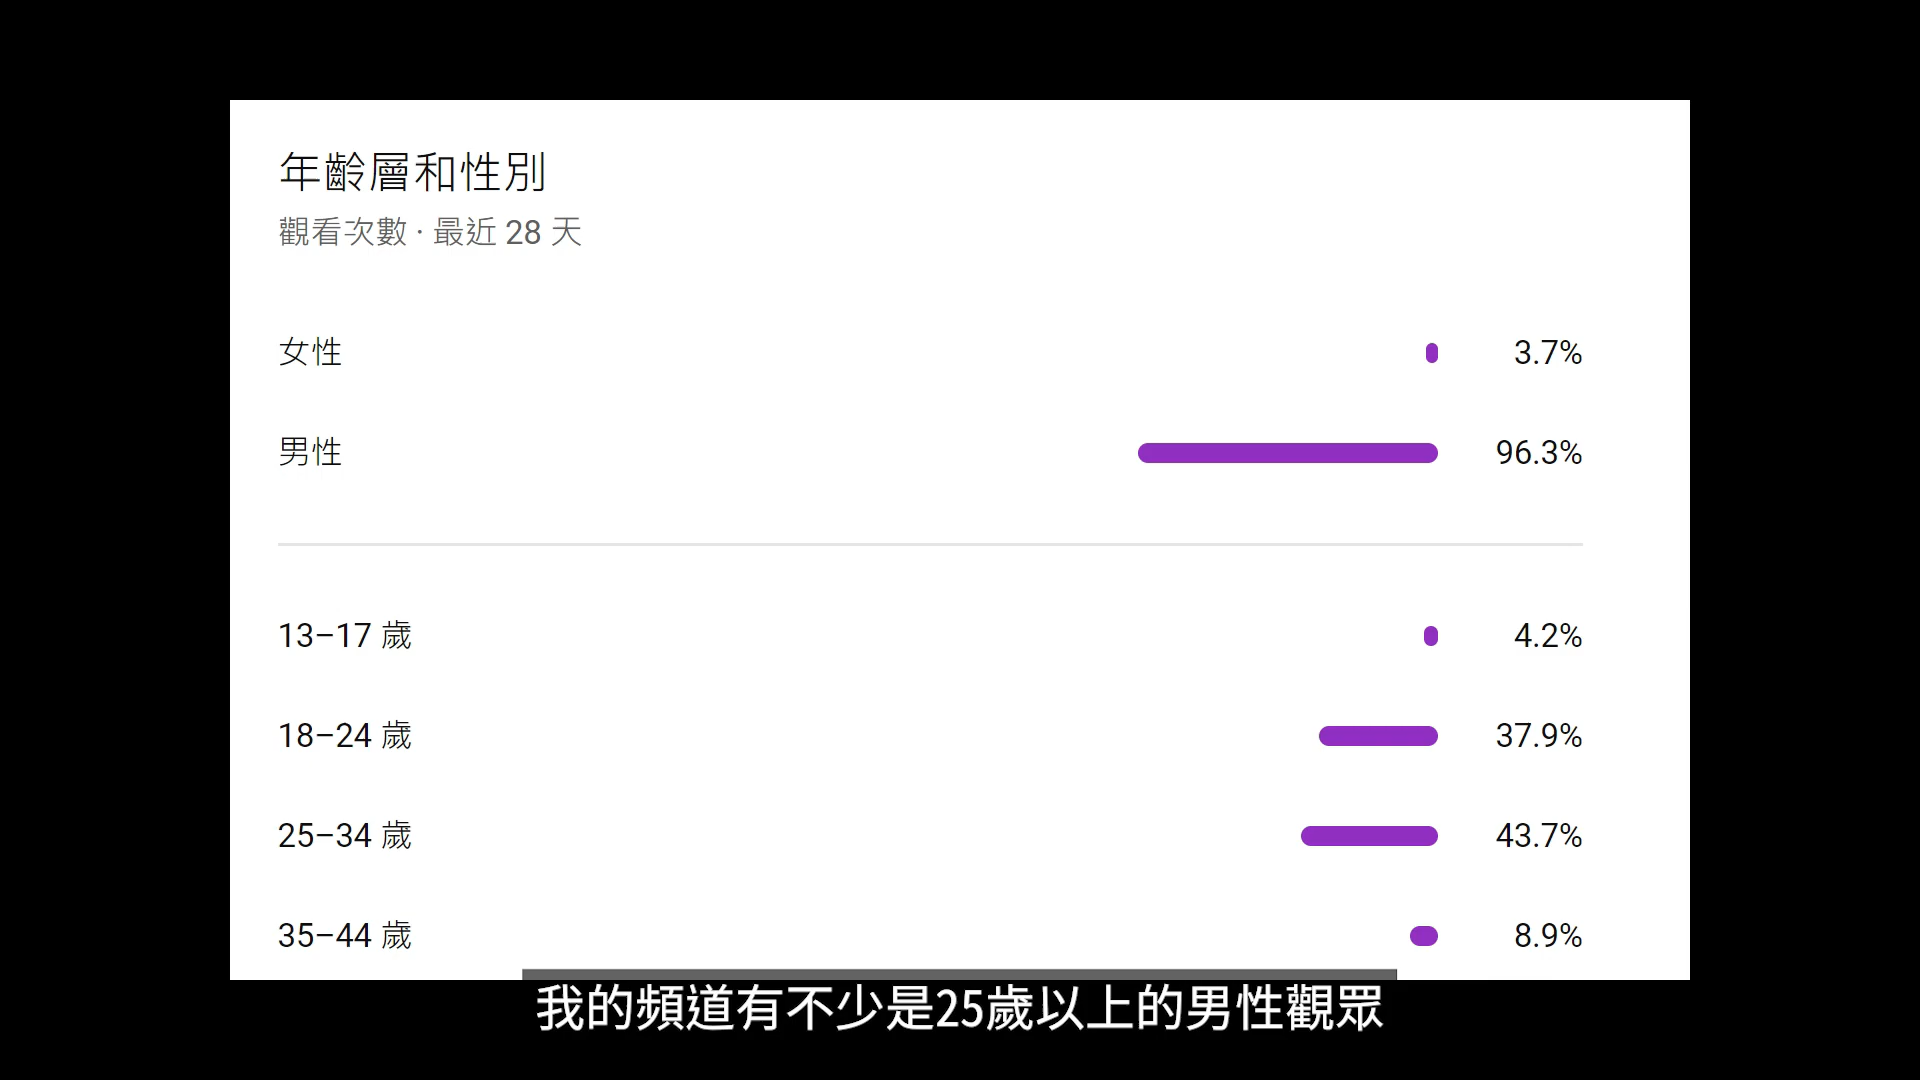 年齡層和性別
觀看次數 · 最近 28 天
女性 3.7%
男性 96.3%
13–17 歲 4.2%
18–24 歲 37.9%
25–34 歲 43.7%
35–44 歲 8.9%
我的頻道有不少是25歲以上的男性觀眾